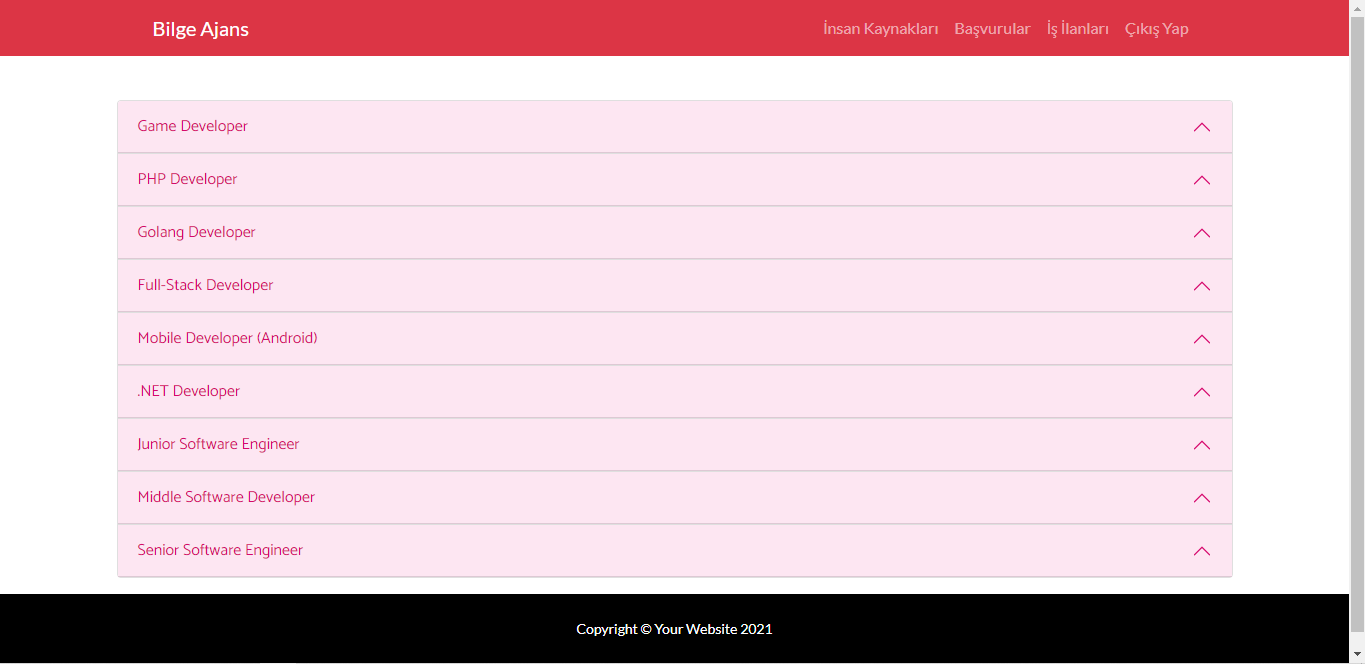 Bilge Ajans
İnsan Kaynakları Başvurular İş İlanları Çıkış Yap
Game Developer
PHP Developer
Golang Developer
Full-Stack Developer
Mobile Developer (Android)
.NET Developer
Junior Software Engineer
Middle Software Developer
Senior Software Engineer
Copyright © Your Website 2021